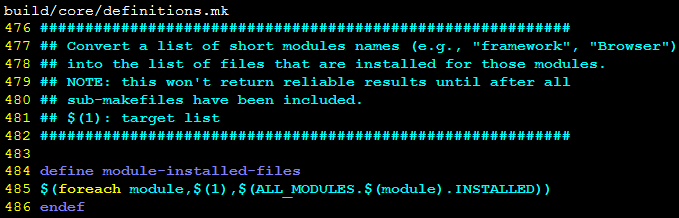 build/core/definitions.mk
476 ###########################################################
477 ## Convert a list of short modules names (e.g., "framework", "Browser")
478 ## into the list of files that are installed for those modules.
479 ## NOTE: this won't return reliable results until after all
480 ## sub-makefiles have been included.
481 ## $(1): target list
482 ###########################################################
483
484 define module-installed-files
485 $(foreach module,$(1),$(ALL_MODULES.$(module).INSTALLED))
486 endef